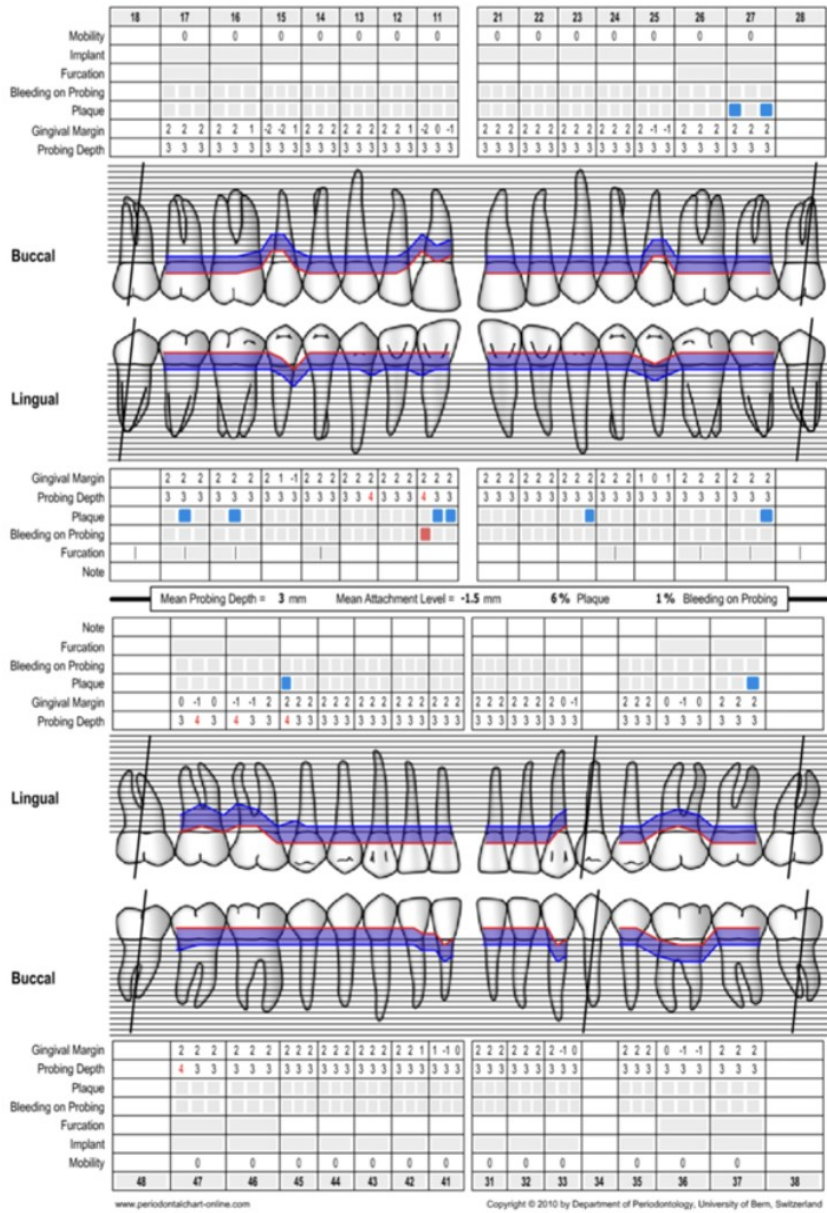 18 17 16 15 14 13 12 11 21 22 23 24 25 26 27 28
Mobility 0 0 0 0 0 0 0 0 0 0 0 0 0 0
Implant
Furcation
Bleeding on Probing
Plaque
Gingival Margin 2 2 2 2 2 1 -2 -2 1 2 2 2 2 2 2 2 2 1 -2 0 -1 2 2 2 2 2 2 2 2 2 2 2 2 2 -1 -1 2 2 2 2 2 2
Probing Depth 3 3 3 3 3 3 3 3 3 3 3 3 3 3 3 3 3 3 3 3 3 3 3 3 3 3 3 3 3 3 3 3 3 3 3 3 3 3 3 3 3 3
Buccal
Lingual
Gingival Margin 2 2 2 2 2 2 2 1 -1 2 2 2 2 2 2 2 2 2 2 2 2 2 2 2 2 2 2 2 2 2 2 2 2 1 0 1 2 2 2 2 2 2
Probing Depth 3 3 3 3 3 3 3 3 3 3 3 3 3 3 4 3 3 3 4 3 3 3 3 3 3 3 3 3 3 3 3 3 3 3 3 3 3 3 3 3 3 3
Plaque
Bleeding on Probing
Furcation
Note
Mean Probing Depth = 3 mm Mean Attachment Level = -1.5 mm 6 % Plaque 1 % Bleeding on Probing
Note
Furcation
Bleeding on Probing
Plaque
Gingival Margin 0 -1 0 -1 -1 2 2 2 2 2 2 2 2 2 2 2 2 2 2 2 2 2 2 2 2 2 2 2 0 -1 2 2 2 0 -1 0 2 2 2
Probing Depth 3 4 3 4 3 3 4 3 3 3 3 3 3 3 3 3 3 3 3 3 3 3 3 3 3 3 3 3 3 3 3 3 3 3 3 3 3 3 3
Lingual
Buccal
Gingival Margin 2 2 2 2 2 2 2 2 2 2 2 2 2 2 2 2 2 1 1 -1 0 2 2 2 2 2 2 2 -1 0 2 2 2 0 -1 -1 2 2 2
Probing Depth 4 3 3 3 3 3 3 3 3 3 3 3 3 3 3 3 3 3 3 3 3 3 3 3 3 3 3 3 3 3 3 3 3 3 3 3 3 3 3
Plaque
Bleeding on Probing
Furcation
Implant
Mobility 0 0 0 0 0 0 0 0 0 0 0 0 0
48 47 46 45 44 43 42 41 31 32 33 34 35 36 37 38
www.periodontalchart-online.com Copyright © 2010 by Department of Periodontology, University of Bern, Switzerland